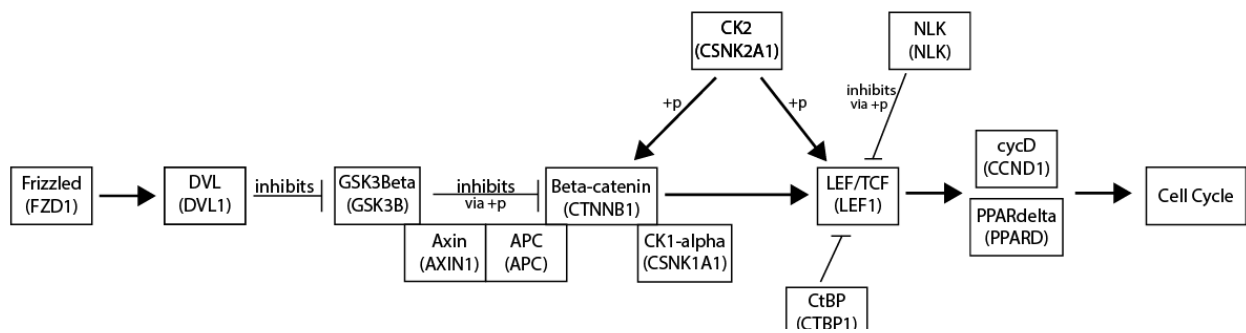 CK2
(CSNK2A1)
NLK
(NLK)
+p
+p
inhibits
via +p
Frizzled
(FZD1)
DVL
(DVL1)
inhibits
GSK3Beta
(GSK3B)
inhibits
via +p
Beta-catenin
(CTNNB1)
LEF/TCF
(LEF1)
cycD
(CCND1)
PPARdelta
(PPARD)
Cell Cycle
Axin
(AXIN1)
APC
(APC)
CK1-alpha
(CSNK1A1)
CtBP
(CTBP1)